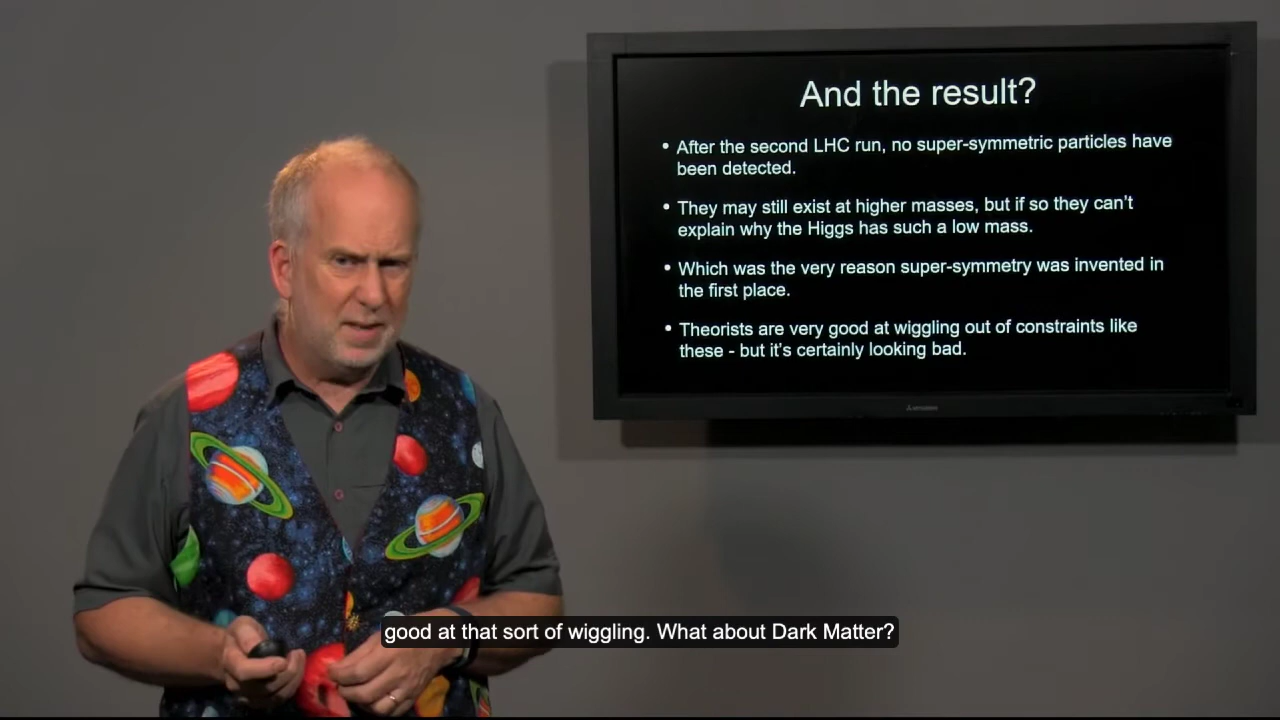 And the result?
• After the second LHC run, no super-symmetric particles have
been detected.
• They may still exist at higher masses, but if so they can't
explain why the Higgs has such a low mass.
• Which was the very reason super-symmetry was invented in
the first place.
• Theorists are very good at wiggling out of constraints like
these - but it's certainly looking bad.
good at that sort of wiggling. What about Dark Matter?